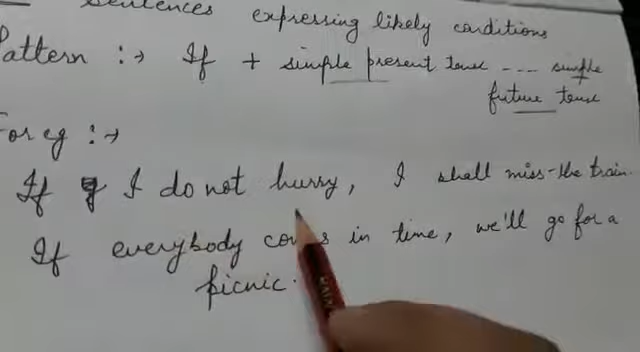 Sentences expressing likely conditions
Pattern :→ If + simple present tense --- simple
future tense
For eg :→
If I do not hurry, I shall miss the train.
If everybody comes in time, we'll go for a
picnic.